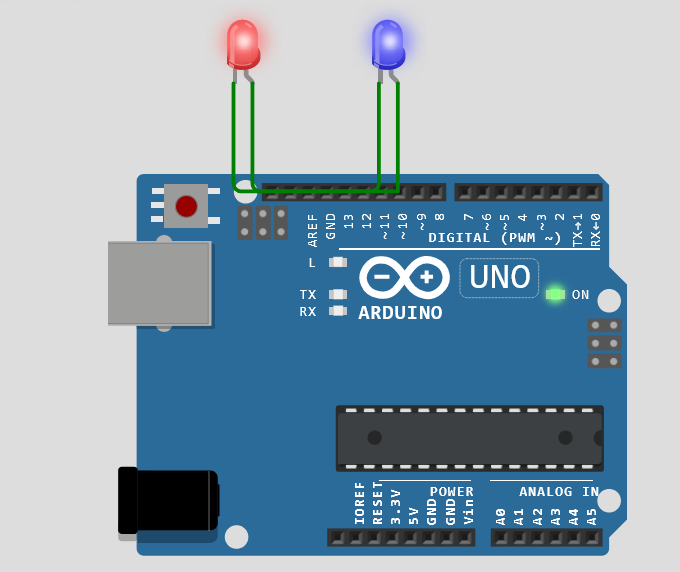 AREF
GND
13
12
~11
~10
~9
8
7
~6
~5
4
~3
2
TX→1
RX←0
DIGITAL (PWM ~)
L
UNO
TX
ON
RX
ARDUINO
POWER
ANALOG IN
IOREF
RESET
3.3V
5V
GND
GND
Vin
A0
A1
A2
A3
A4
A5